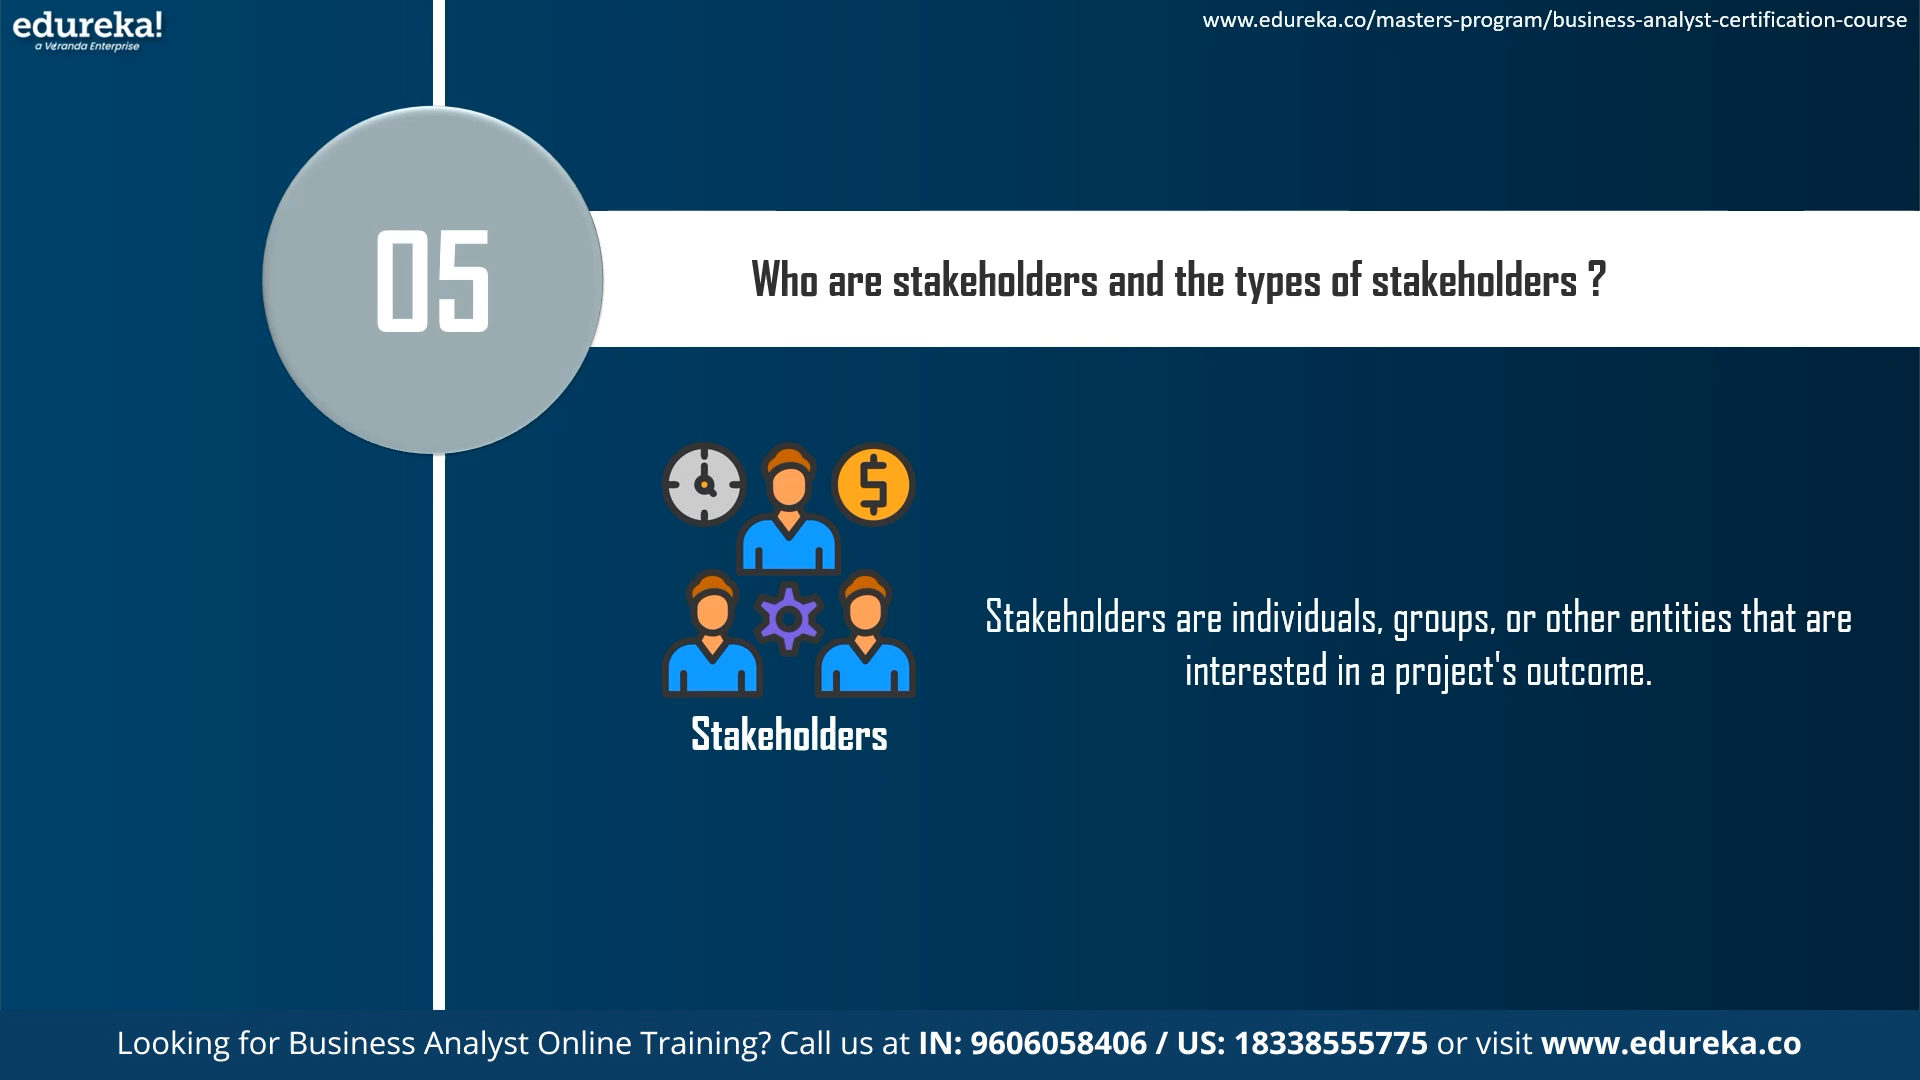 edureka!
a Veranda Enterprise
www.edureka.co/masters-program/business-analyst-certification-course
05
Who are stakeholders and the types of stakeholders ?
$
Stakeholders are individuals, groups, or other entities that are
interested in a project's outcome.
Stakeholders
Looking for Business Analyst Online Training? Call us at IN: 9606058406 / US: 18338555775 or visit www.edureka.co